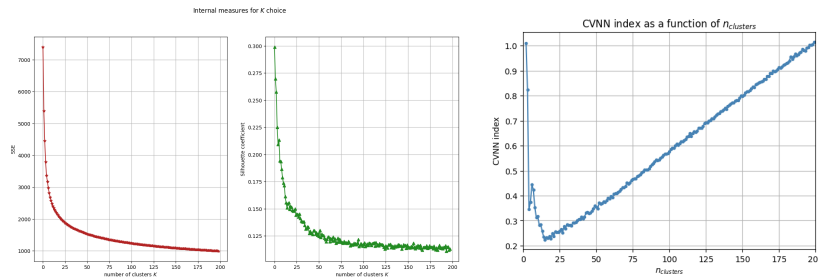 Internal measures for K choice
7000
6000
5000
4000
3000
2000
1000
SSE
0 25 50 75 100 125 150 175 200
number of clusters K
0.300
0.275
0.250
0.225
0.200
0.175
0.150
0.125
Silhouette coefficient
0 25 50 75 100 125 150 175 200
number of clusters K
CVNN index as a function of n_clusters
1.0
0.9
0.8
0.7
0.6
0.5
0.4
0.3
0.2
CVNN index
0 25 50 75 100 125 150 175 200
n_clusters